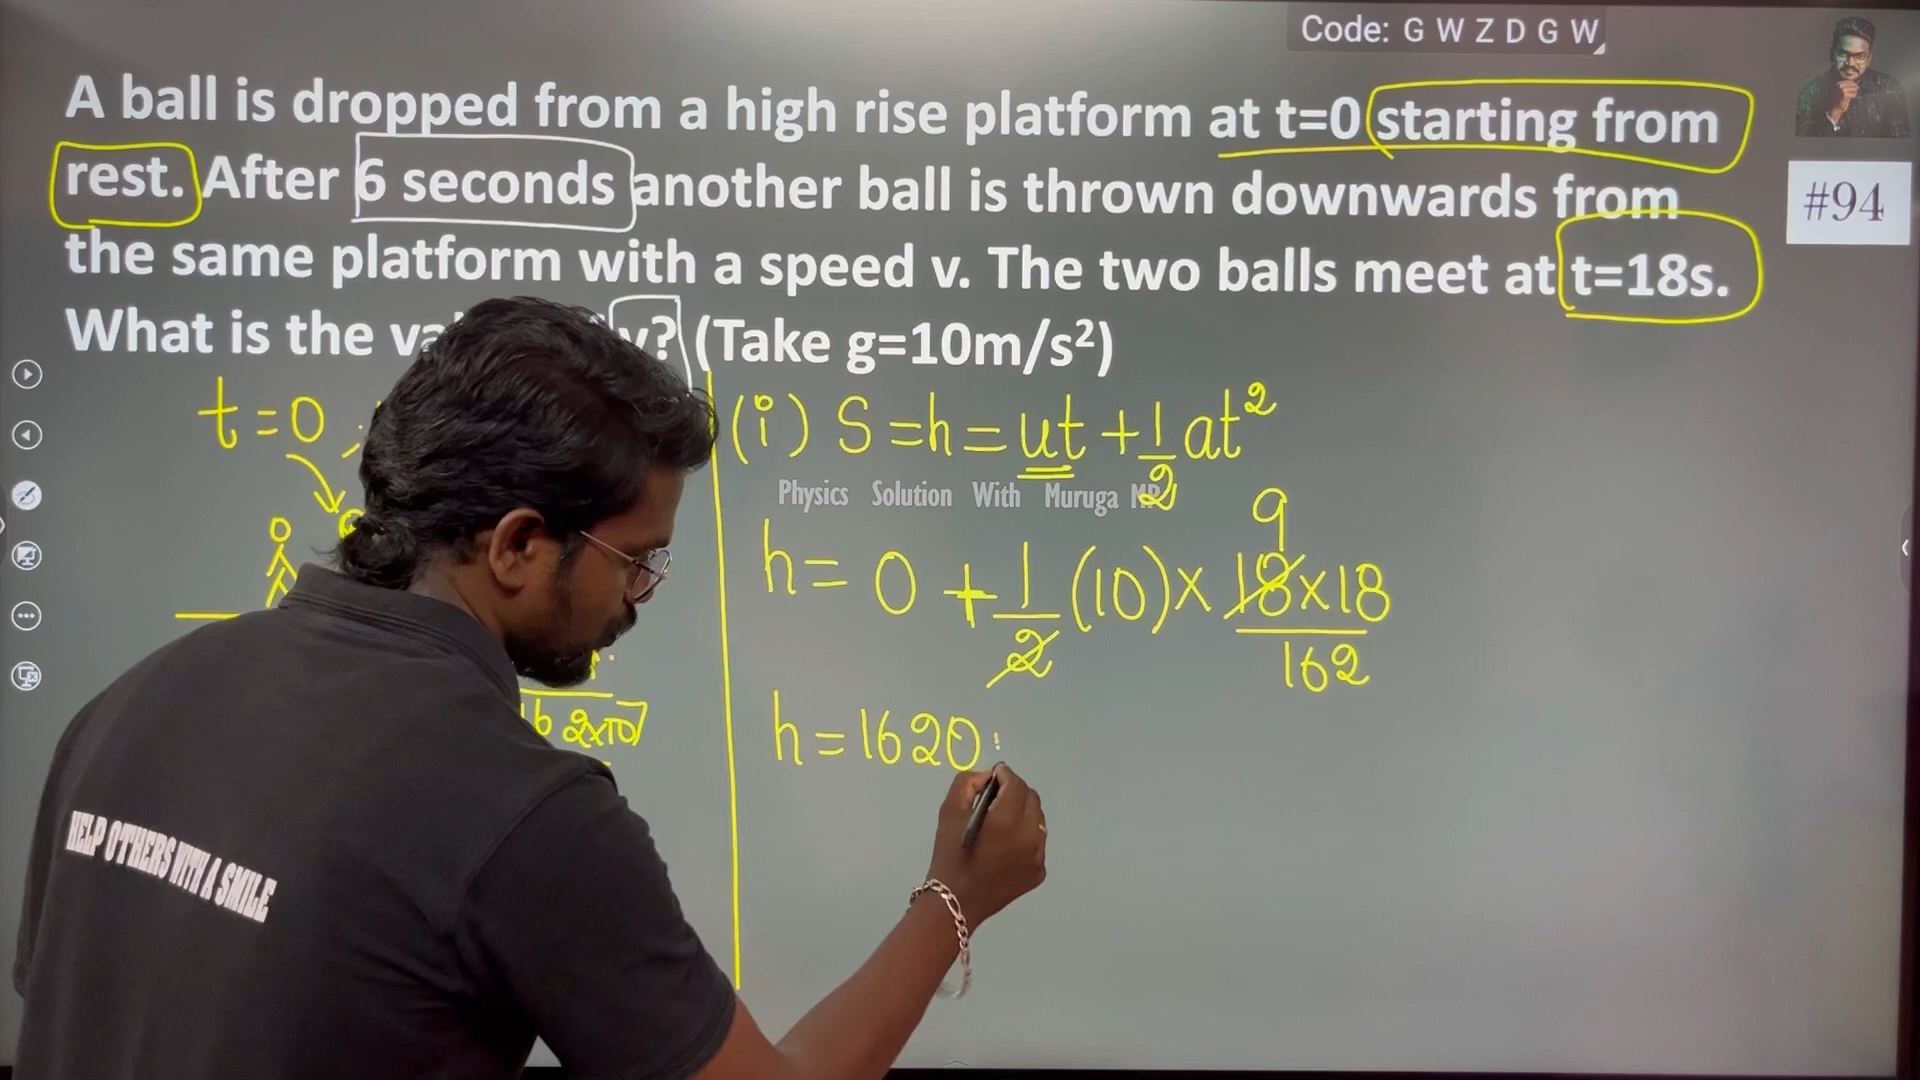 Code: G W Z D G W
A ball is dropped from a high rise platform at t=0 starting from
rest. After 6 seconds another ball is thrown downwards from
#94
the same platform with a speed v. The two balls meet at t=18s.
What is the v? (Take g=10m/s²)
t=0
(i) S=h=ut+1/2 at²
Physics Solution With Muruga MP
9
h= 0 +1/2 (10)×18×18
162
62×10
h=1620
HELP OTHERS WITH A SMILE